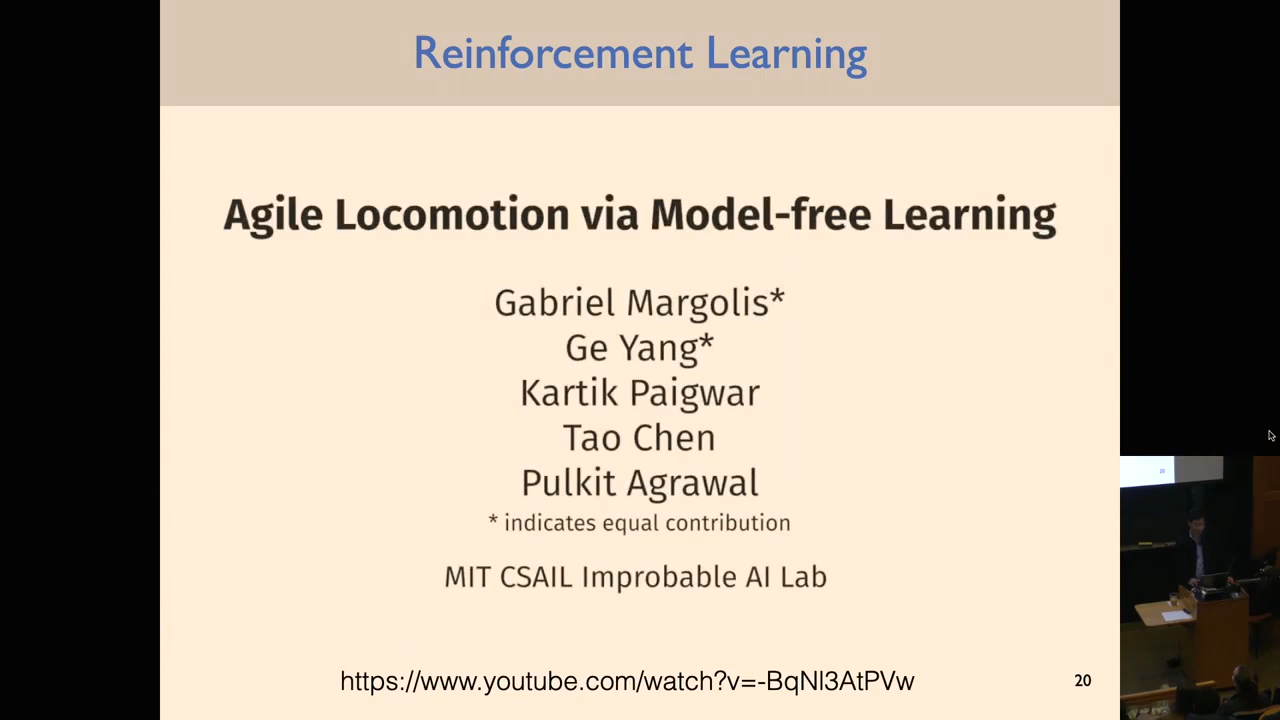 Reinforcement Learning
Agile Locomotion via Model-free Learning
Gabriel Margolis*
Ge Yang*
Kartik Paigwar
Tao Chen
Pulkit Agrawal
* indicates equal contribution
MIT CSAIL Improbable AI Lab
https://www.youtube.com/watch?v=-BqNl3AtPVw
20